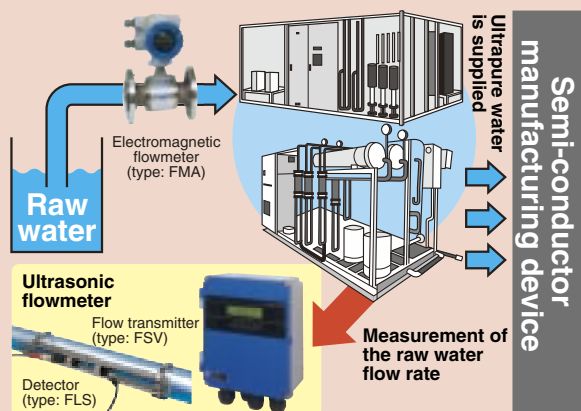 Electromagnetic
flowmeter
(type: FMA)
Raw
water
Ultrapure water
is supplied
Semi-conductor
manufacturing device
Ultrasonic
flowmeter
Flow transmitter
(type: FSV)
Detector
(type: FLS)
Measurement of
the raw water
flow rate